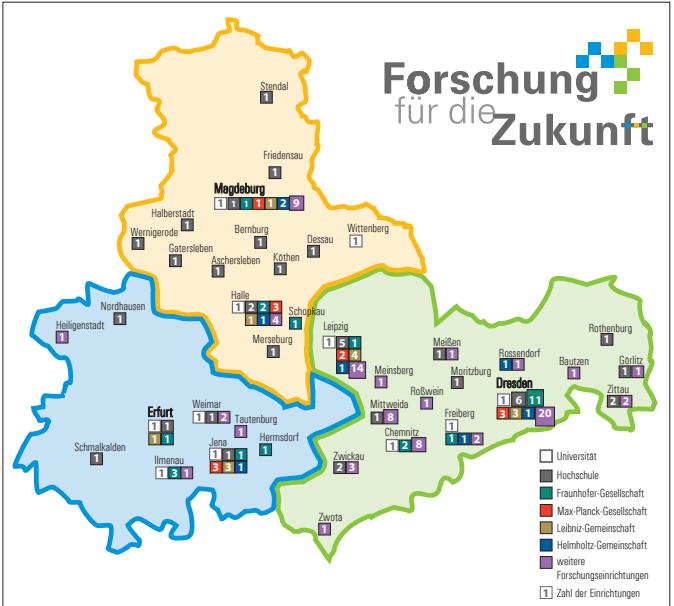 Forschung
für die
Zukunft
Stendal
1
Friedensau
1
Magdeburg
1 1 1 1 1 2 9
Halberstadt
1
Wernigerode
1
Gatersleben
1
Bernburg
1
Aschersleben
1
Köthen
1
Dessau
1
Wittenberg
1
Halle
1 2 2 3
1 1 4
Schopkau
1
Merseburg
1
Nordhausen
1
Heiligenstadt
1
Erfurt
1 1
1 1
Weimar
1 1 2
Tautenburg
1
Schmalkalden
1
Ilmenau
1 3 1
Jena
1 1 1
3 3 1
Hermsdorf
1
Leipzig
1 5 1
2 4
1 14
Meinsberg
1
Meißen
1 1
Moritzburg
1
Rossendorf
1 1
Rothenburg
1
Bautzen
1
Görlitz
1 1
Zittau
2 2
Dresden
1 6 11
3 3 1 20
Roßwein
1
Mittweida
1 8
Chemnitz
1 2 8
Freiberg
1
1 1 2
Zwickau
2 3
Zwota
1
Universität
Hochschule
Fraunhofer-Gesellschaft
Max-Planck-Gesellschaft
Leibniz-Gemeinschaft
Helmholtz-Gemeinschaft
weitere
Forschungseinrichtungen
1 Zahl der Einrichtungen